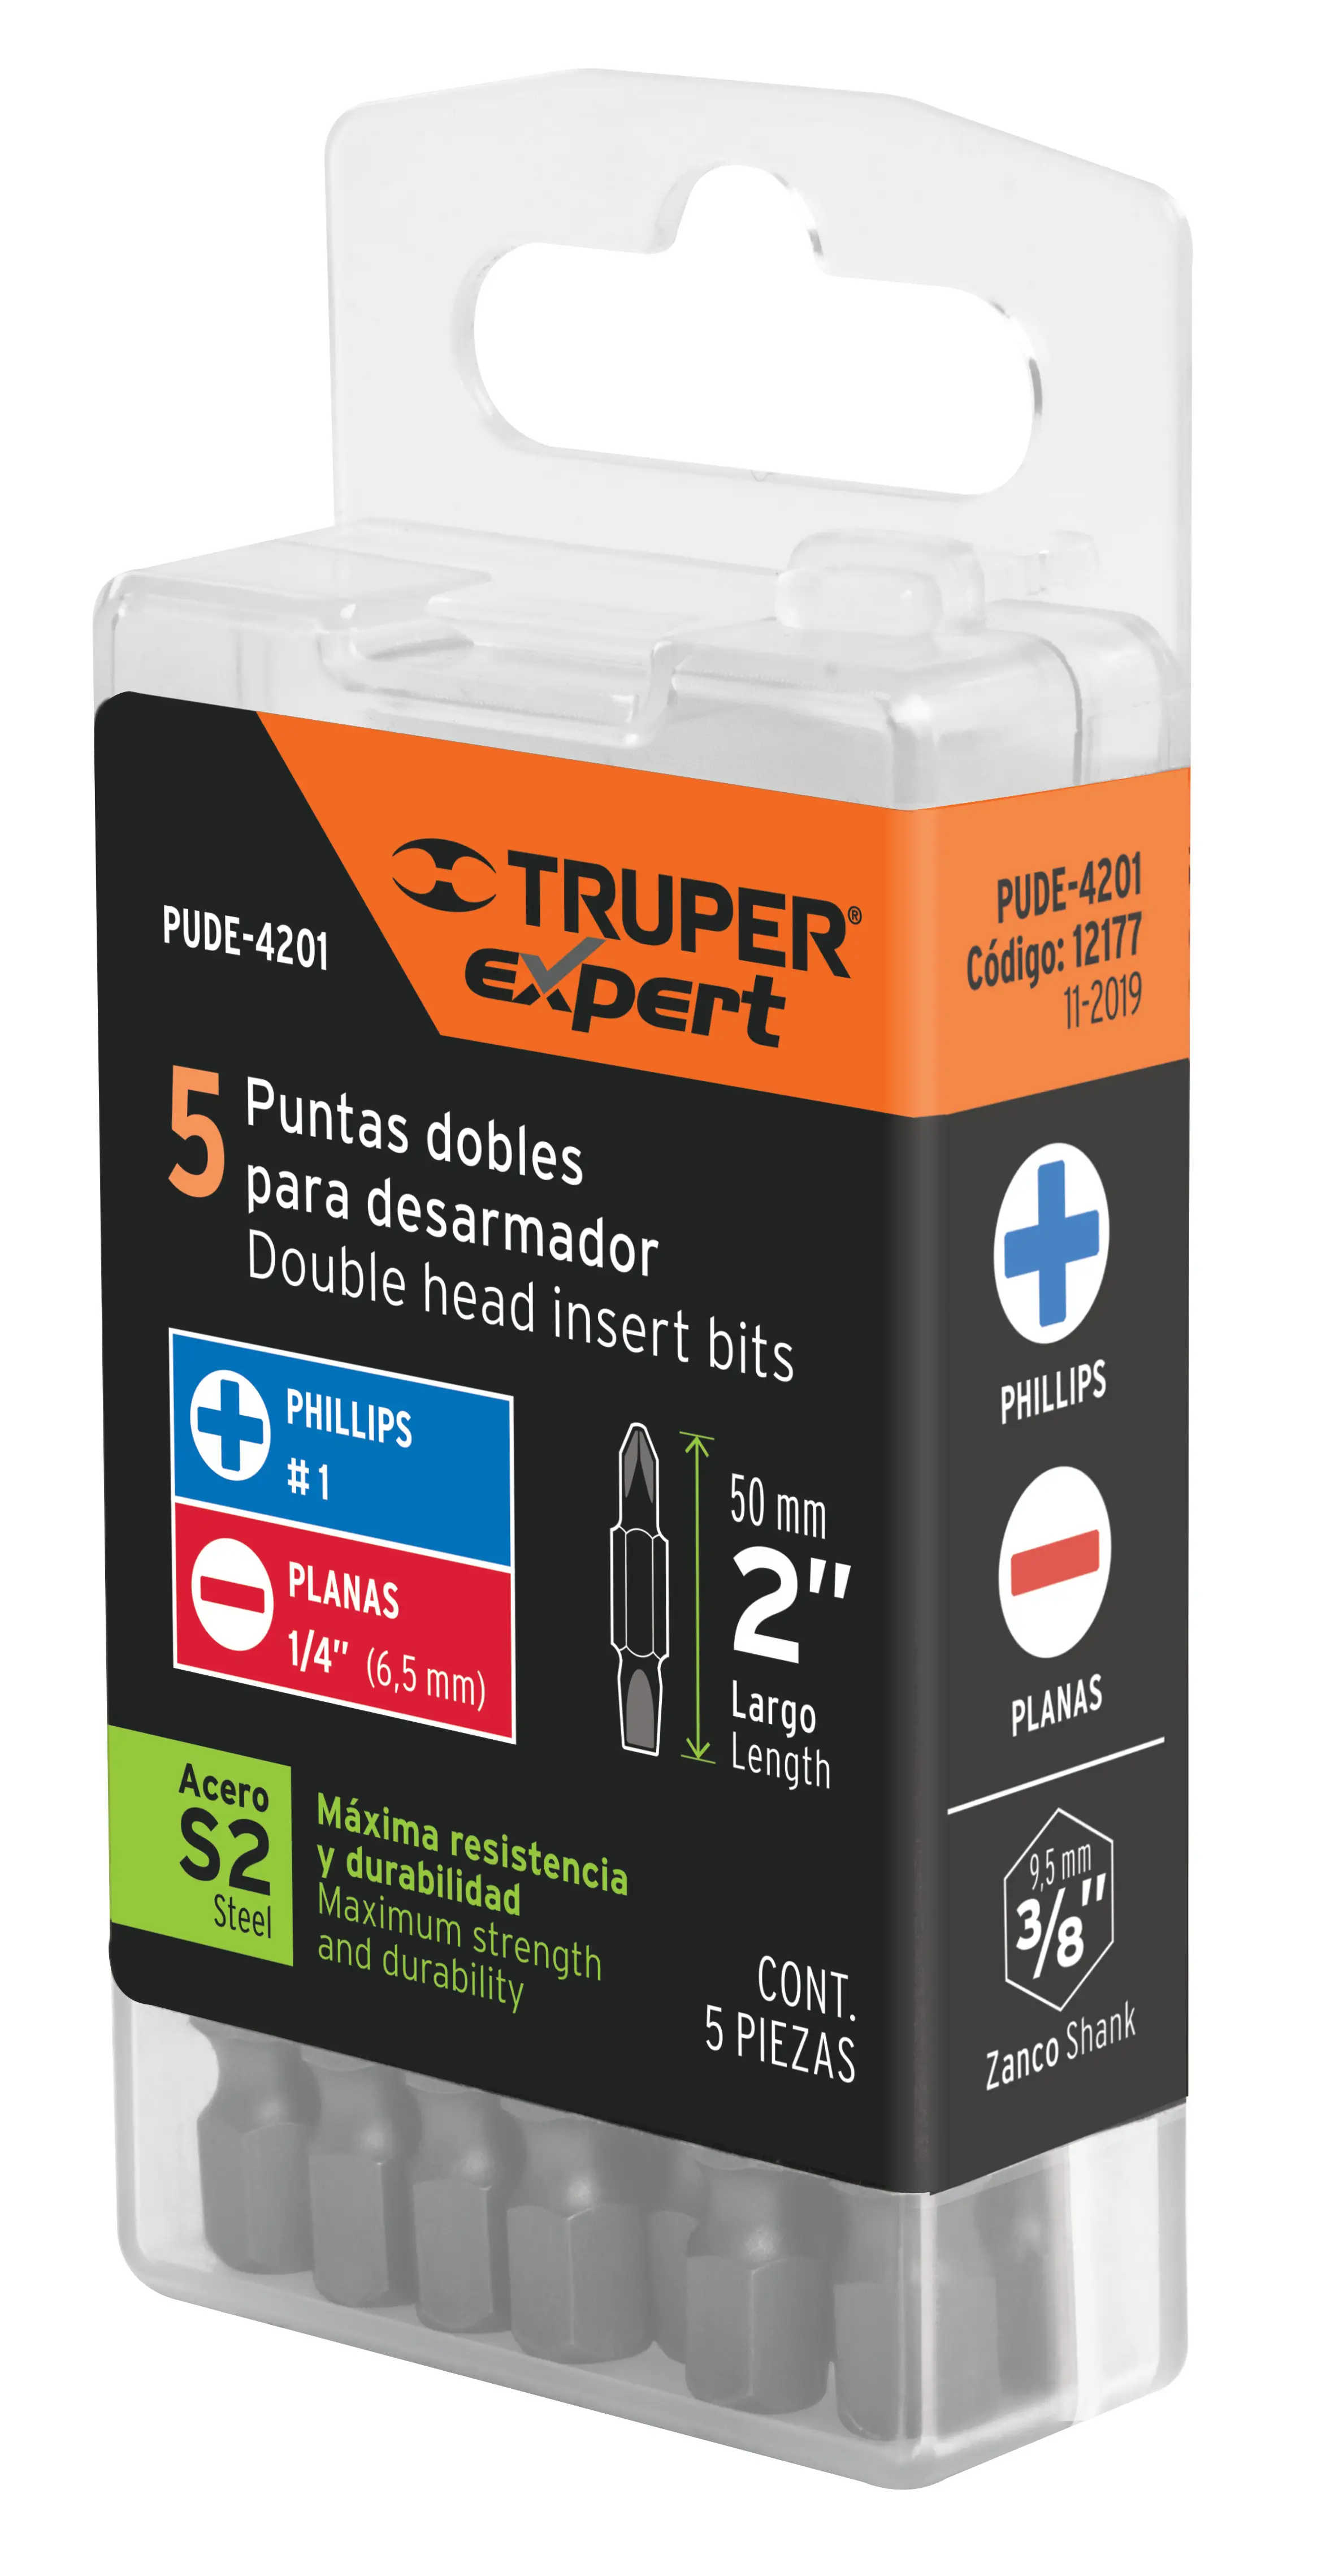 PUDE-4201
TRUPER®
expert
5 Puntas dobles
para desarmador
Double head insert bits
PHILLIPS
#1
PLANAS
1/4" (6,5 mm)
50 mm
2"
Largo
Length
Acero
S2
Steel
Máxima resistencia
y durabilidad
Maximum strength
and durability
CONT.
5 PIEZAS
PUDE-4201
Código: 12177
11-2019
PHILLIPS
PLANAS
9,5 mm
3/8"
Zanco Shank